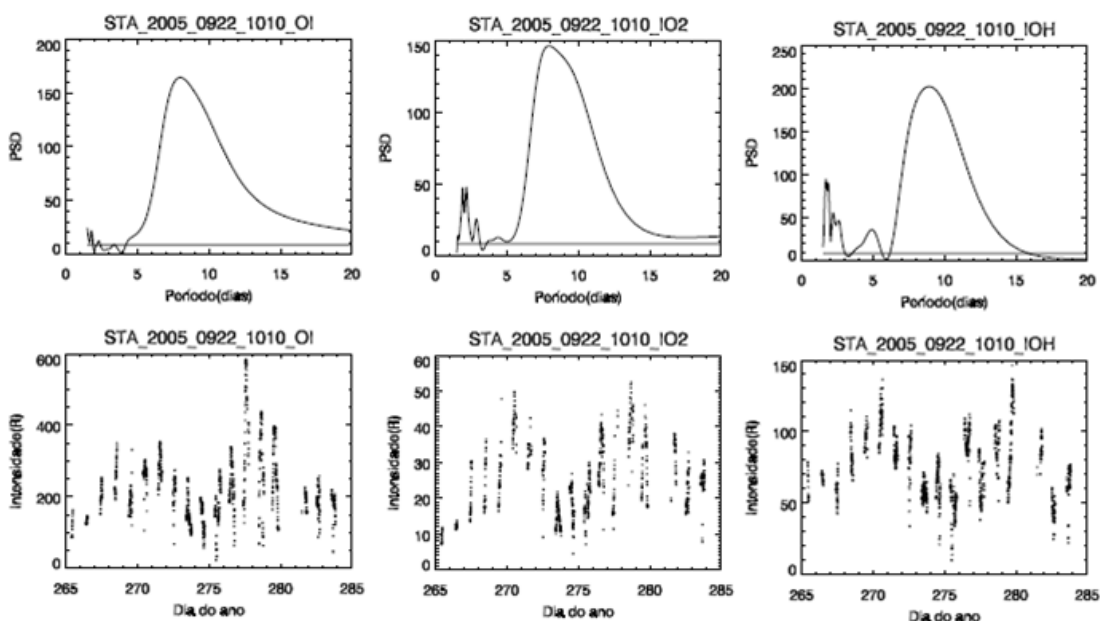 STA_2005_0922_1010_OI
200
150
100
50
0
PSD
0 5 10 15 20
Período(dias)
STA_2005_0922_1010_IO2
150
100
50
0
PSD
0 5 10 15 20
Período(dias)
STA_2005_0922_1010_IOH
250
200
150
100
50
0
PSD
0 5 10 15 20
Período(dias)
STA_2005_0922_1010_OI
600
400
200
0
Intensidade(R)
265 270 275 280 285
Dia do ano
STA_2005_0922_1010_IO2
60
50
40
30
20
10
0
Intensidade(R)
265 270 275 280 285
Dia do ano
STA_2005_0922_1010_IOH
150
100
50
0
Intensidade(R)
265 270 275 280 285
Dia do ano